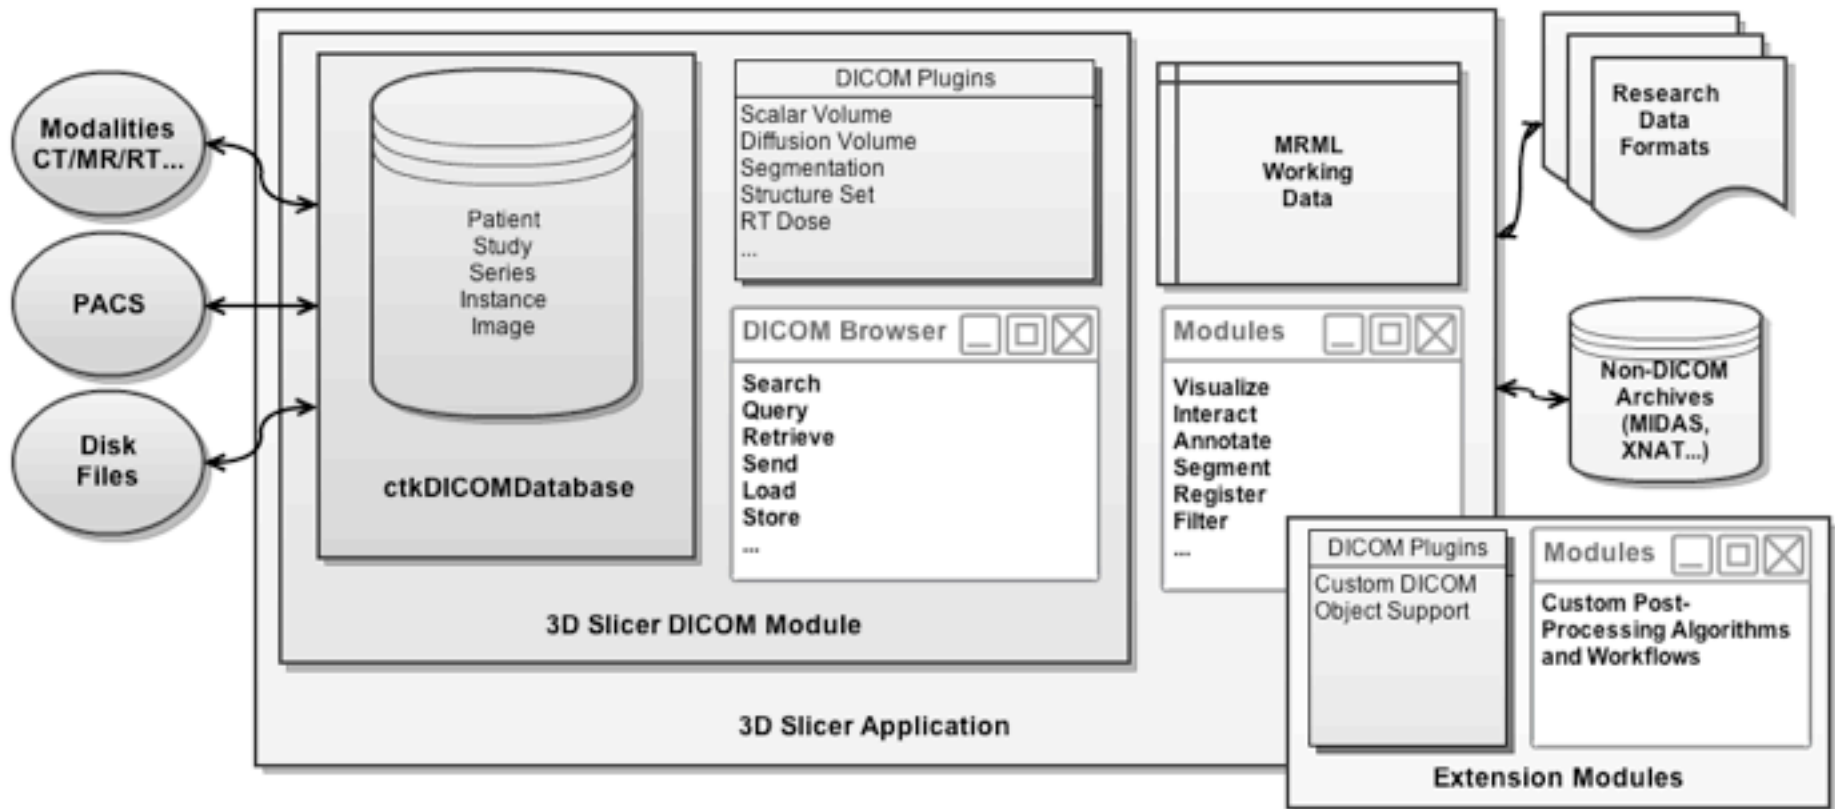 Modalities
CT/MR/RT...
PACS
Disk
Files
Patient
Study
Series
Instance
Image
ctkDICOMDatabase
DICOM Plugins
Scalar Volume
Diffusion Volume
Segmentation
Structure Set
RT Dose
...
DICOM Browser
Search
Query
Retrieve
Send
Load
Store
...
3D Slicer DICOM Module
MRML
Working
Data
Modules
Visualize
Interact
Annotate
Segment
Register
Filter
...
3D Slicer Application
Research
Data
Formats
Non-DICOM
Archives
(MIDAS,
XNAT...)
DICOM Plugins
Custom DICOM
Object Support
Modules
Custom Post-
Processing Algorithms
and Workflows
Extension Modules